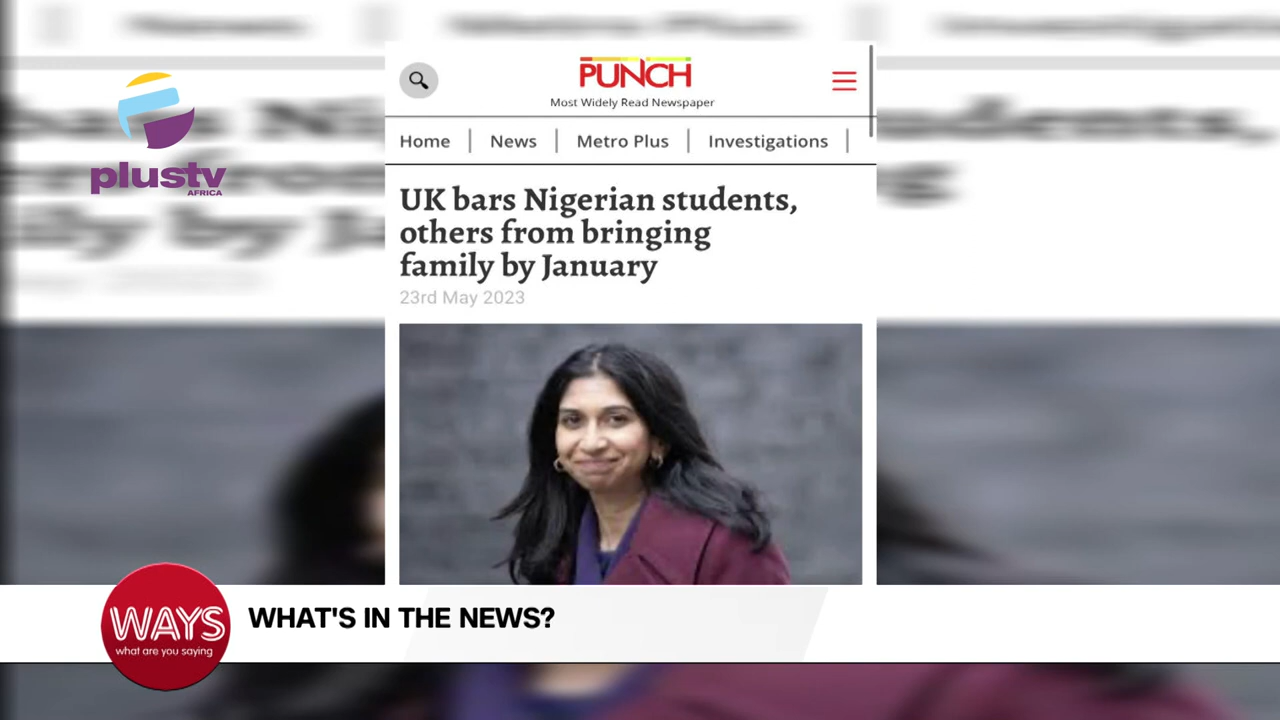 PUNCH
Most Widely Read Newspaper
Home
News
Metro Plus
Investigations
UK bars Nigerian students,
others from bringing
family by January
23rd May 2023
plustv
AFRICA
WAYS
what are you saying
WHAT'S IN THE NEWS?